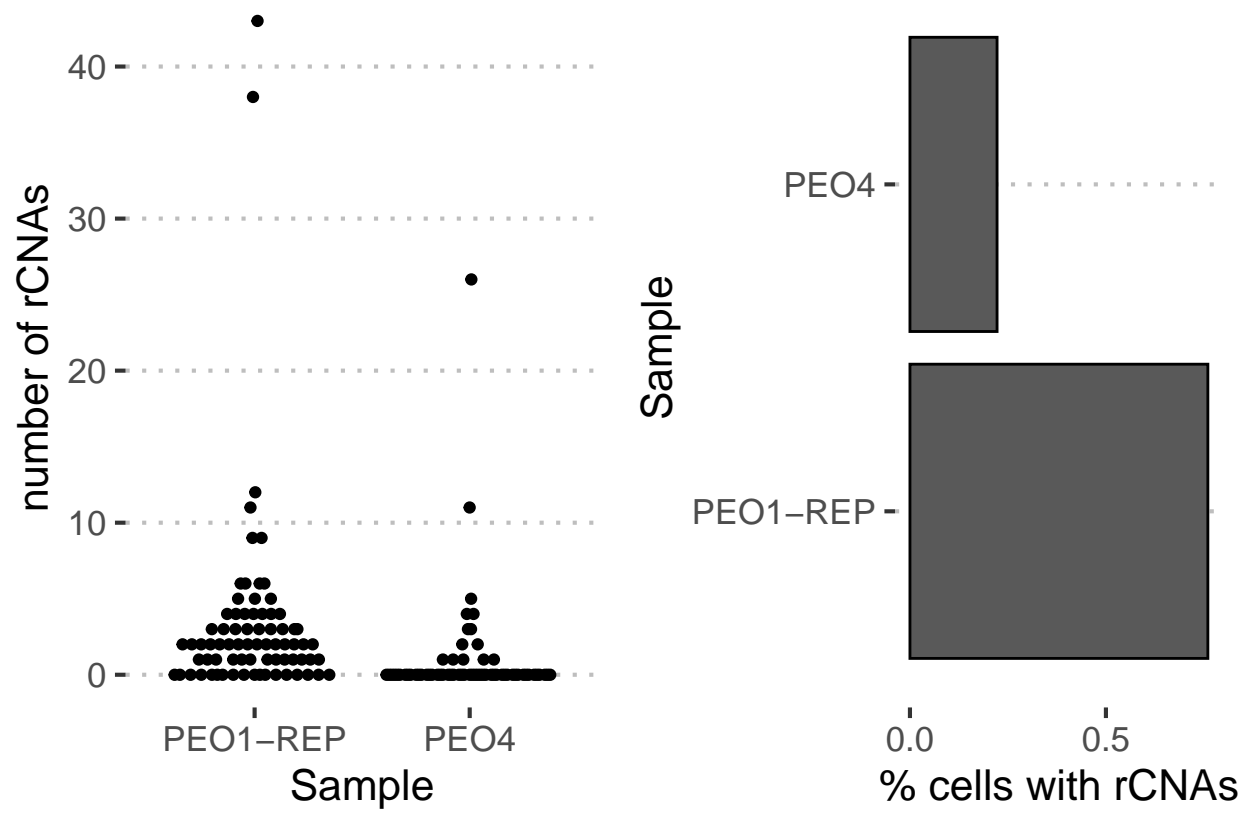 40
30
20
10
0
number of rCNAs
PEO1−REP PEO4
Sample
PEO4
PEO1−REP
Sample
0.0 0.5
% cells with rCNAs